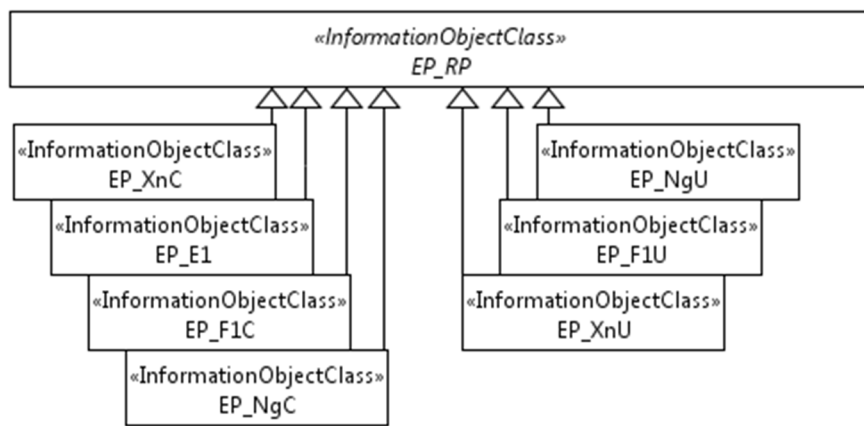 «InformationObjectClass»
EP_RP
«InformationObjectClass»
EP_XnC
«InformationObjectClass»
EP_E1
«InformationObjectClass»
EP_F1C
«InformationObjectClass»
EP_NgC
«InformationObjectClass»
EP_NgU
«InformationObjectClass»
EP_F1U
«InformationObjectClass»
EP_XnU